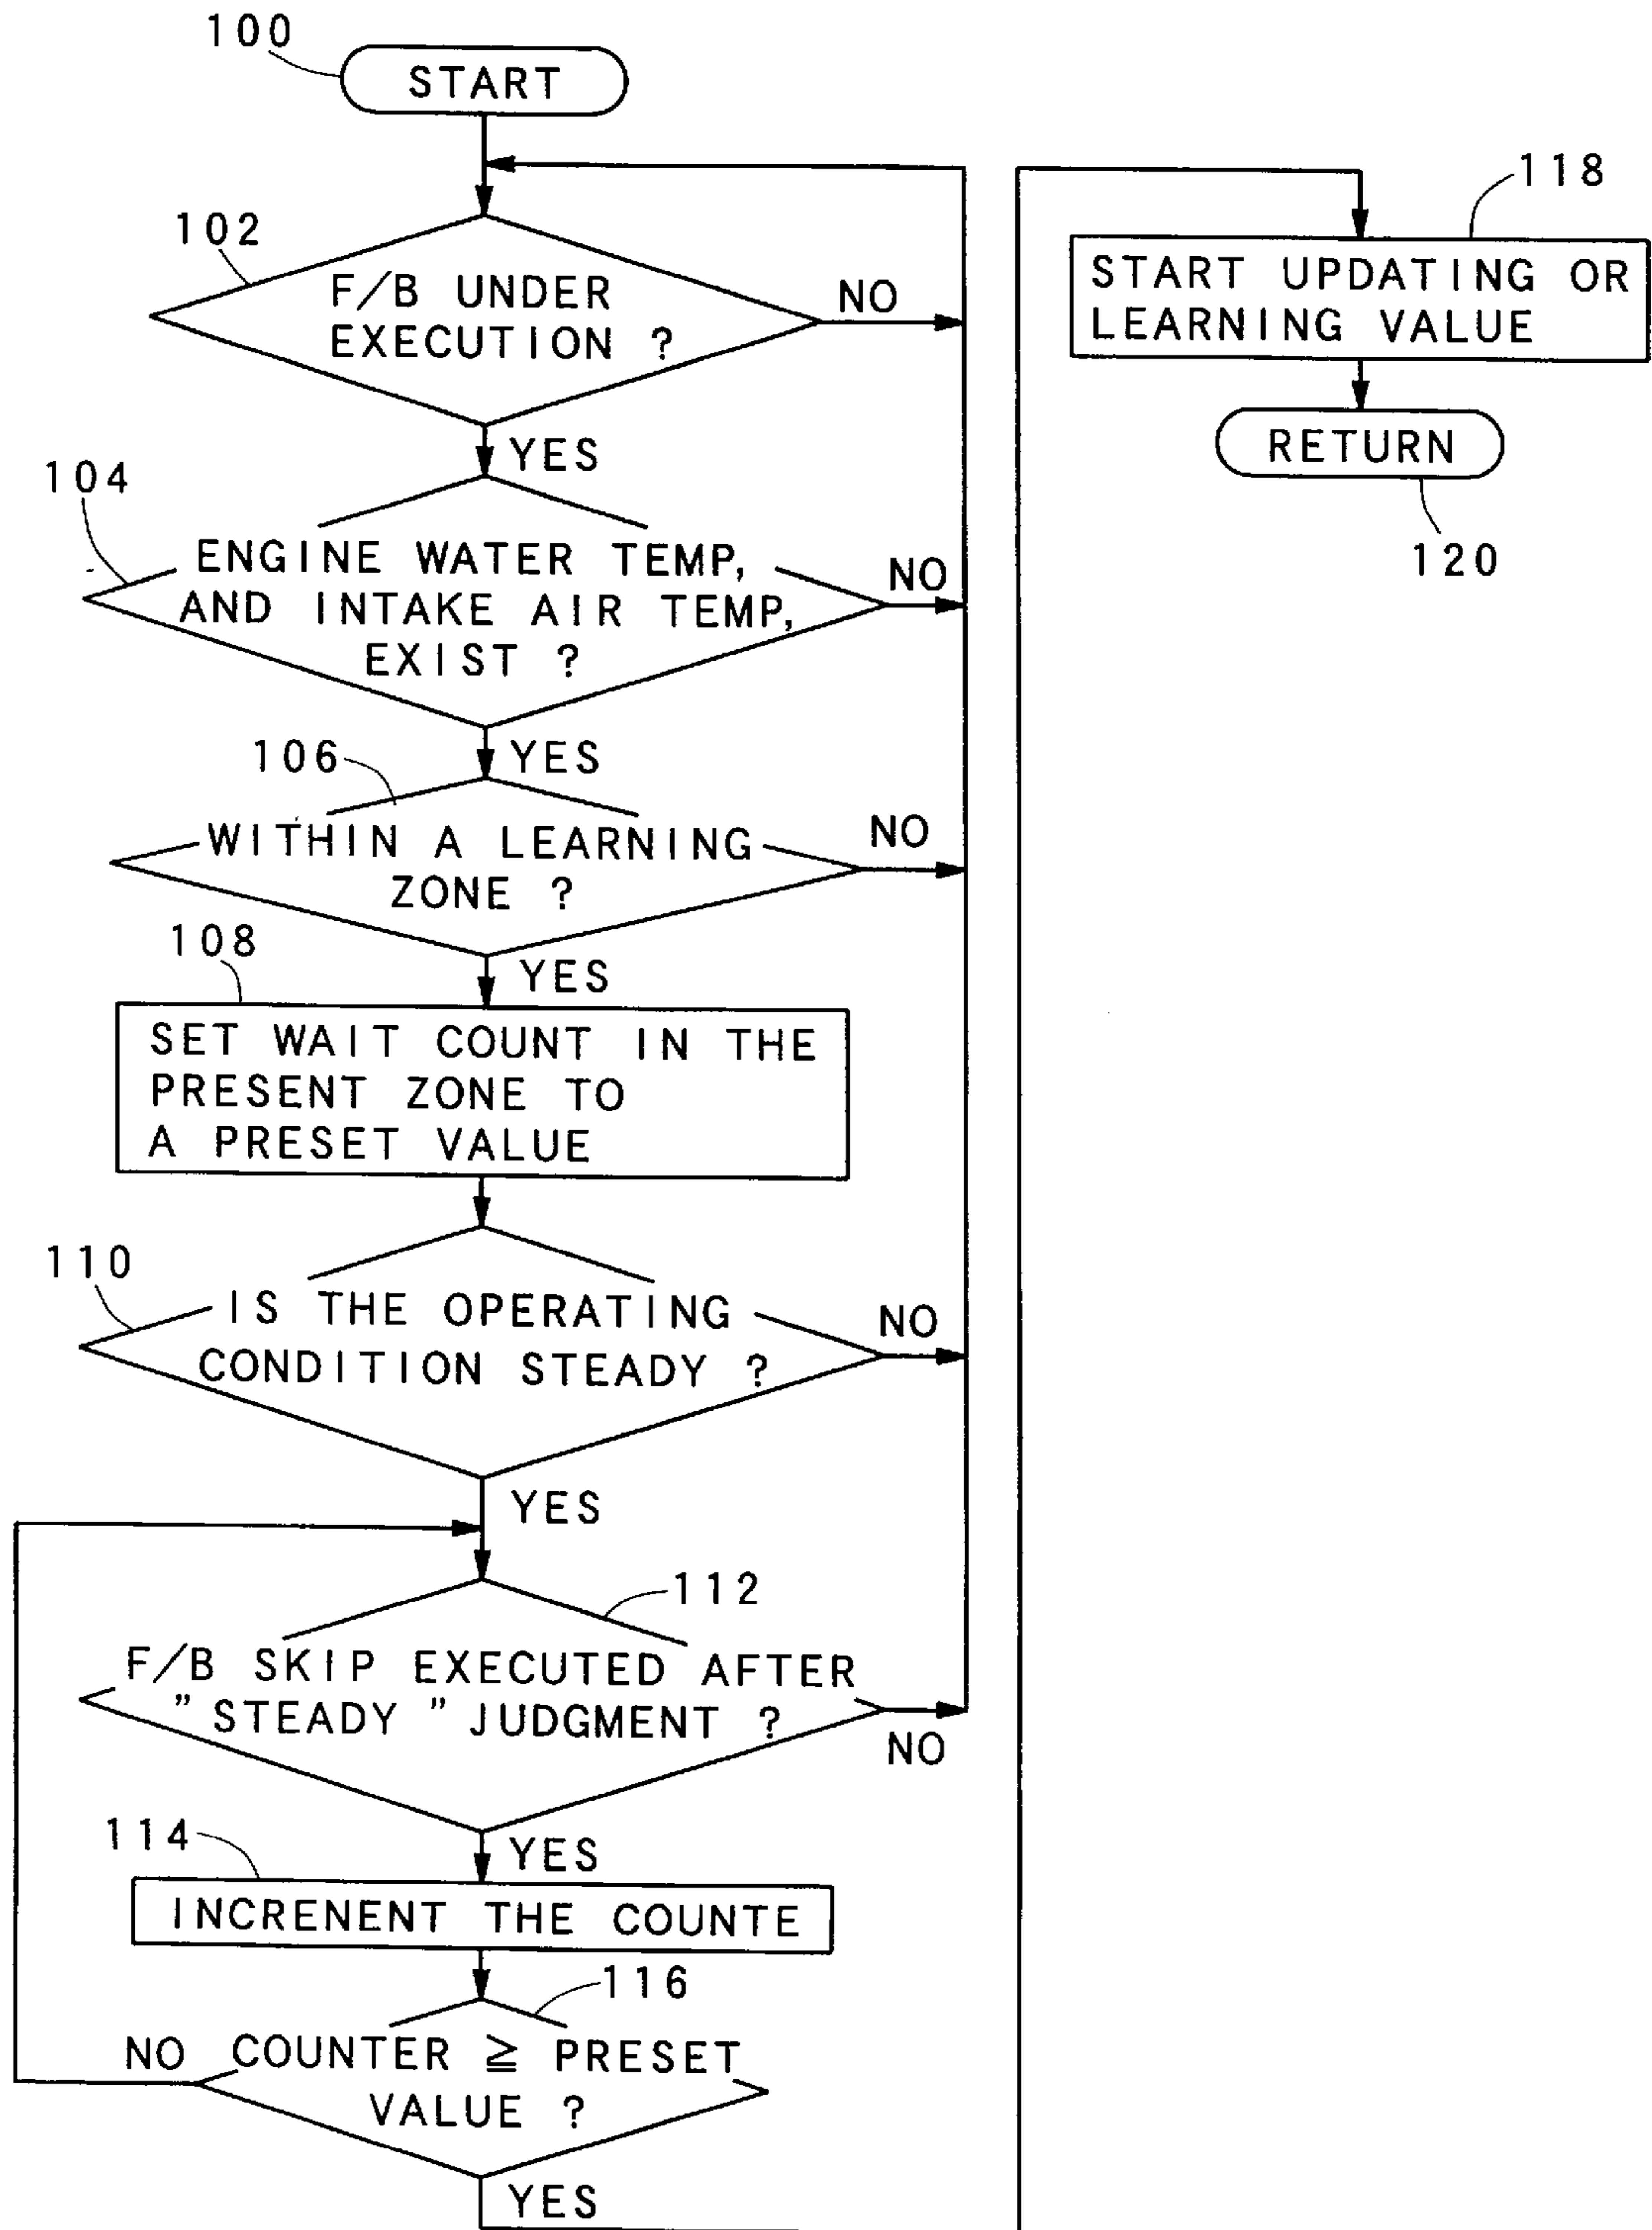 100
START
102
F/B UNDER
EXECUTION ?
NO
YES
104
ENGINE WATER TEMP,
AND INTAKE AIR TEMP,
EXIST ?
NO
YES
106
WITHIN A LEARNING
ZONE ?
NO
YES
108
SET WAIT COUNT IN THE
PRESENT ZONE TO
A PRESET VALUE
110
IS THE OPERATING
CONDITION STEADY ?
NO
YES
112
F/B SKIP EXECUTED AFTER
"STEADY" JUDGMENT ?
NO
YES
114
INCRENENT THE COUNTE
116
COUNTER ≧ PRESET
VALUE ?
NO
YES
118
START UPDATING OR
LEARNING VALUE
RETURN
120